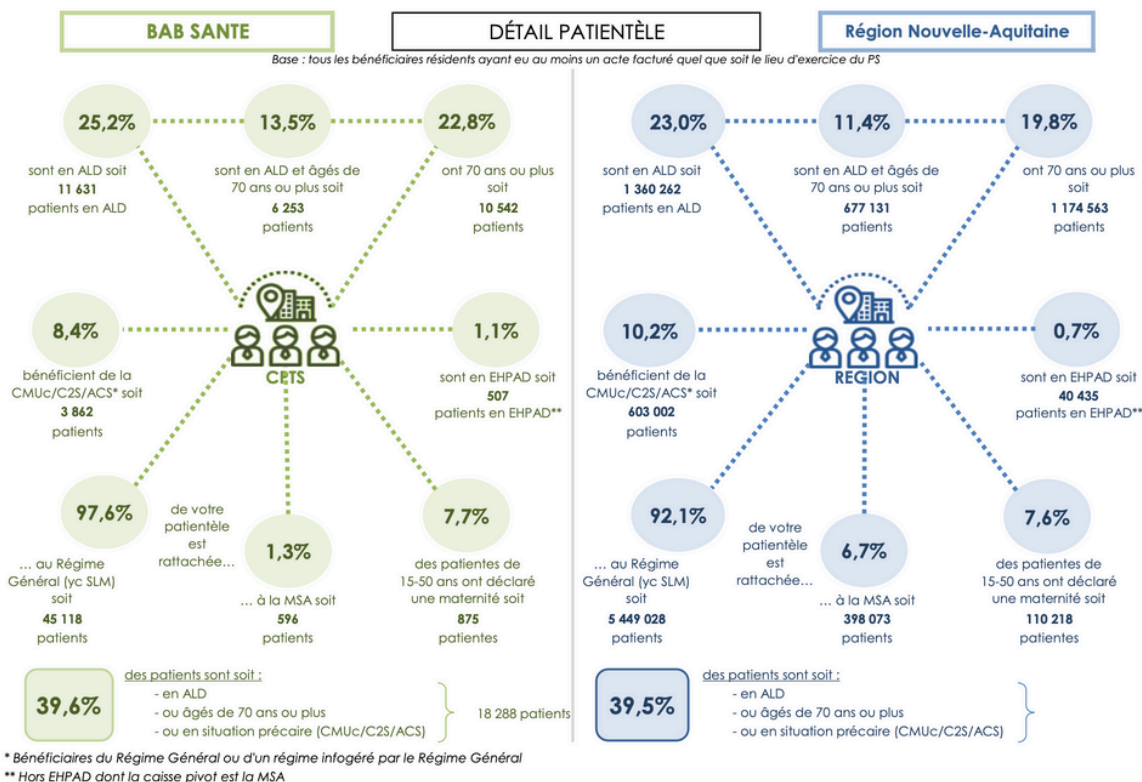 BAB SANTE
DÉTAIL PATIENTÈLE
Région Nouvelle-Aquitaine
Base : tous les bénéficiaires résidents ayant eu au moins un acte facturé quel que soit le lieu d'exercice du PS
25,2%
sont en ALD soit
11 631
patients en ALD
13,5%
sont en ALD et âgés de
70 ans ou plus soit
6 253
patients
22,8%
ont 70 ans ou plus
soit
10 542
patients
8,4%
bénéficient de la
CMUc/C2S/ACS* soit
3 862
patients
CPTS
1,1%
sont en EHPAD soit
507
patients en EHPAD**
97,6%
... au Régime
Général (yc SLM)
soit
45 118
patients
de votre
patientèle
est
rattachée...
1,3%
... à la MSA soit
596
patients
7,7%
des patientes de
15-50 ans ont déclaré
une maternité soit
875
patientes
39,6%
des patients sont soit :
- en ALD
- ou âgés de 70 ans ou plus
- ou en situation précaire (CMUc/C2S/ACS)
18 288 patients
23,0%
sont en ALD soit
1 360 262
patients en ALD
11,4%
sont en ALD et âgés de
70 ans ou plus soit
677 131
patients
19,8%
ont 70 ans ou plus
soit
1 174 563
patients
10,2%
bénéficient de la
CMUc/C2S/ACS* soit
603 002
patients
REGION
0,7%
sont en EHPAD soit
40 435
patients en EHPAD**
92,1%
... au Régime
Général (yc SLM)
soit
5 449 028
patients
de votre
patientèle
est
rattachée...
6,7%
... à la MSA soit
398 073
patients
7,6%
des patientes de
15-50 ans ont déclaré
une maternité soit
110 218
patientes
39,5%
des patients sont soit :
- en ALD
- ou âgés de 70 ans ou plus
- ou en situation précaire (CMUc/C2S/ACS)
* Bénéficiaires du Régime Général ou d'un régime infogéré par le Régime Général
** Hors EHPAD dont la caisse pivot est la MSA